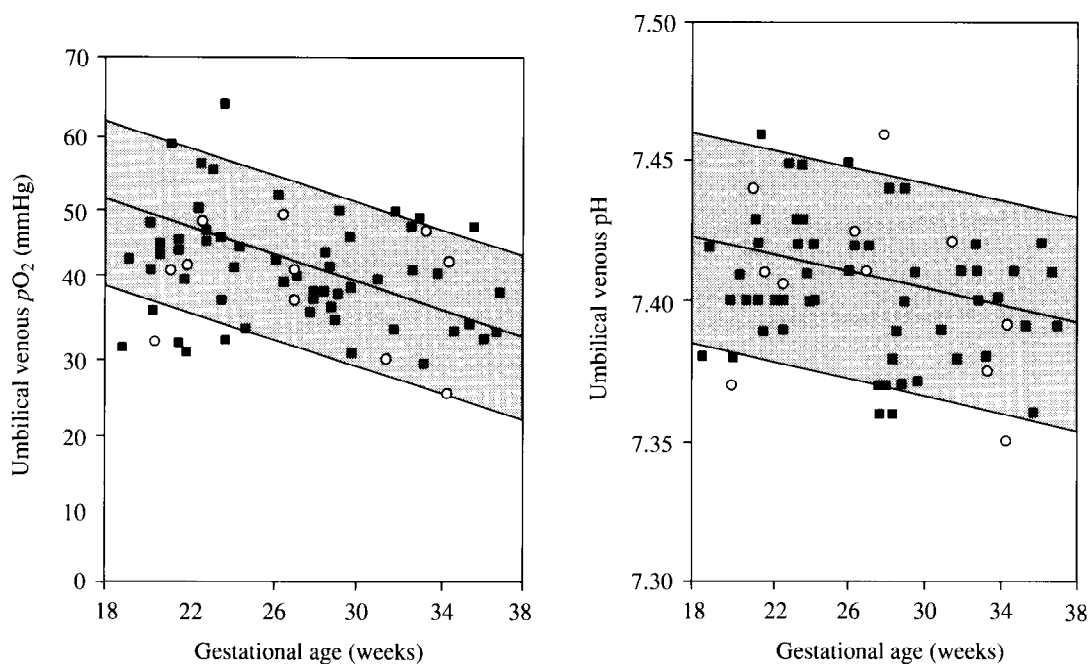 70
60
50
40
30
20
10
0
Umbilical venous pO₂ (mmHg)
18 22 26 30 34 38
Gestational age (weeks)
7.50
7.45
7.40
7.35
7.30
Umbilical venous pH
18 22 26 30 34 38
Gestational age (weeks)